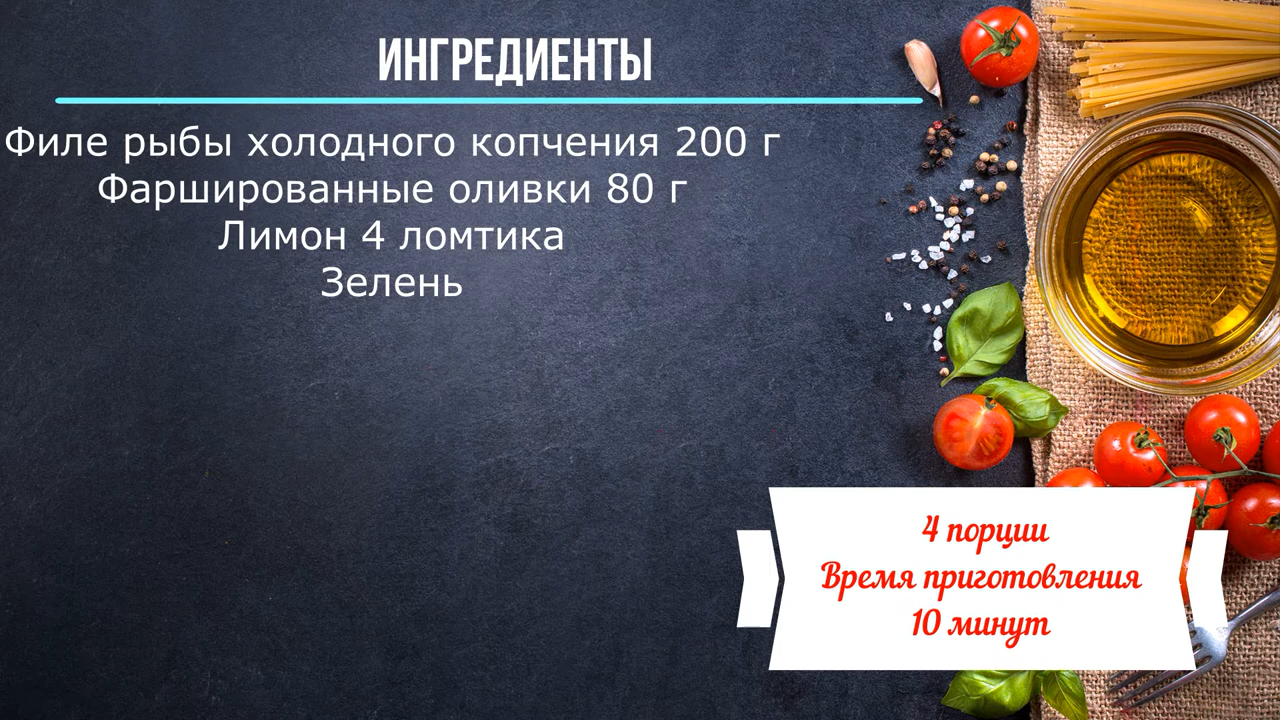 ИНГРЕДИЕНТЫ
Филе рыбы холодного копчения 200 г
Фаршированные оливки 80 г
Лимон 4 ломтика
Зелень
4 порции
Время приготовления
10 минут